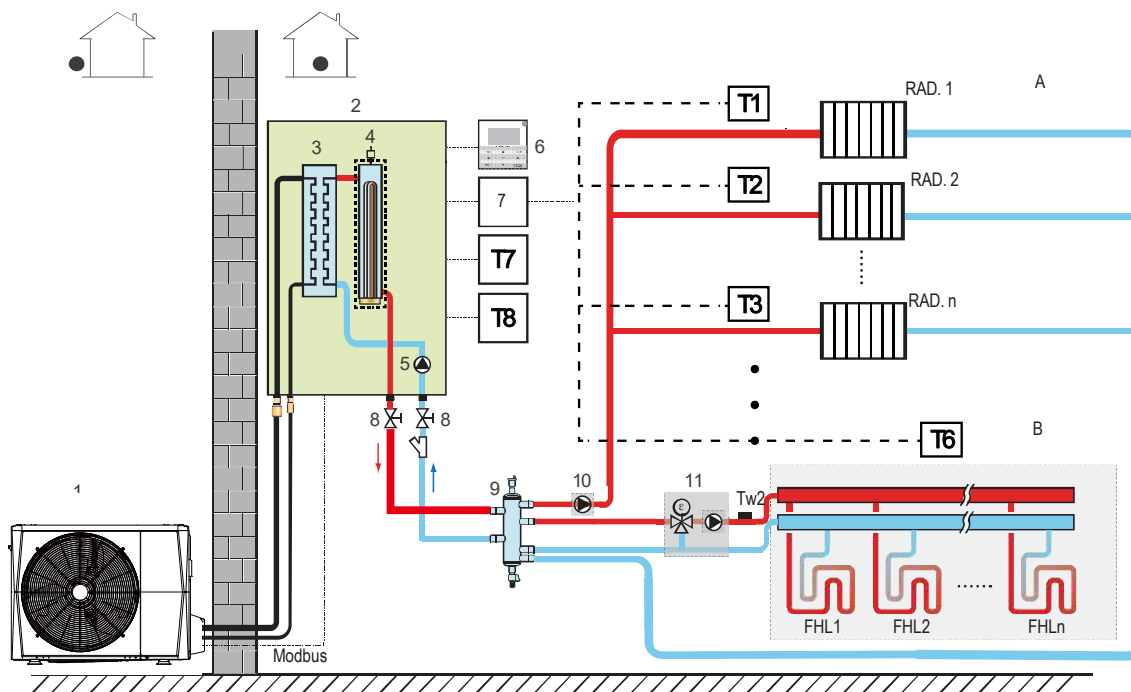 RAD. 1
A
T1
2
4
3
6
T2
RAD. 2
7
T7
T3
RAD. n
T8
5
8
8
T6
B
9
10
11
Tw2
ε
1
FHL1
FHL2
FHLn
Modbus